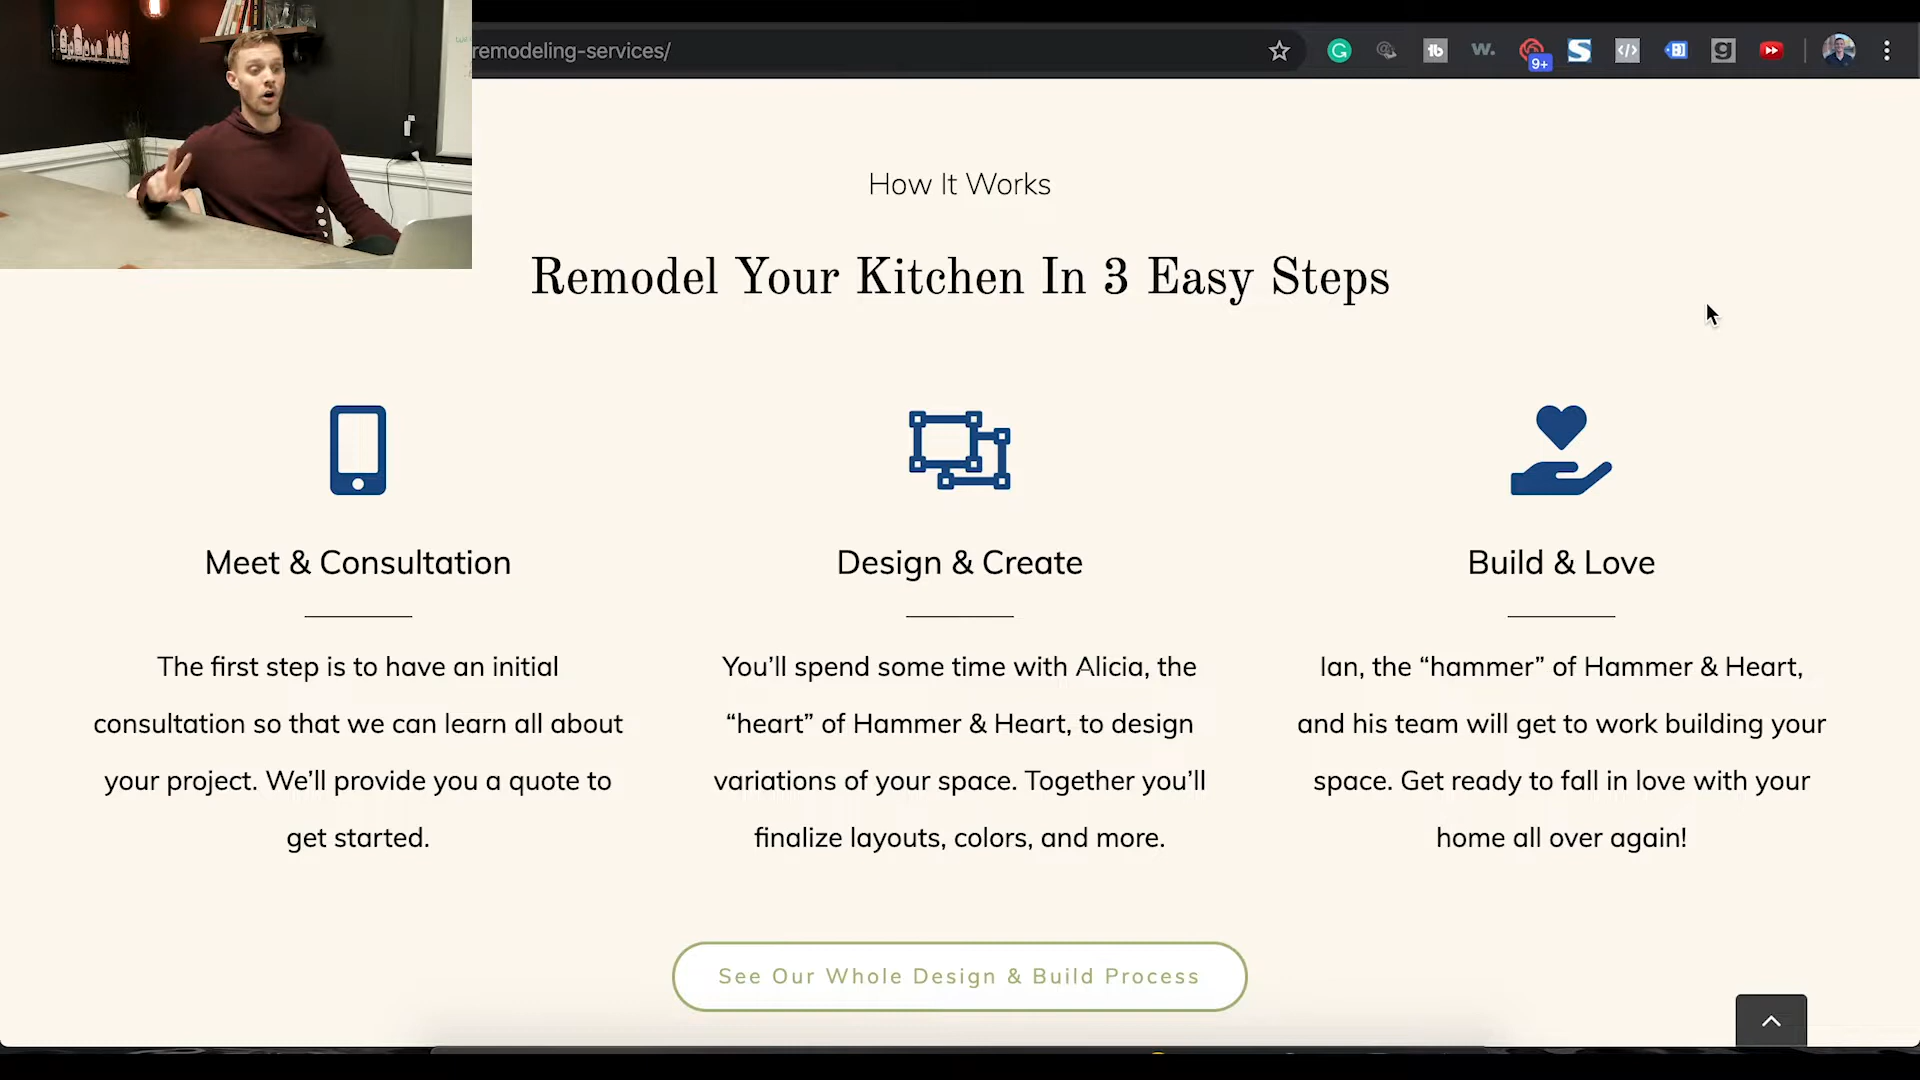 remodeling-services/
9+
How It Works
Remodel Your Kitchen In 3 Easy Steps
Meet & Consultation
The first step is to have an initial
consultation so that we can learn all about
your project. We’ll provide you a quote to
get started.
Design & Create
You’ll spend some time with Alicia, the
“heart” of Hammer & Heart, to design
variations of your space. Together you’ll
finalize layouts, colors, and more.
Build & Love
Ian, the “hammer” of Hammer & Heart,
and his team will get to work building your
space. Get ready to fall in love with your
home all over again!
See Our Whole Design & Build Process